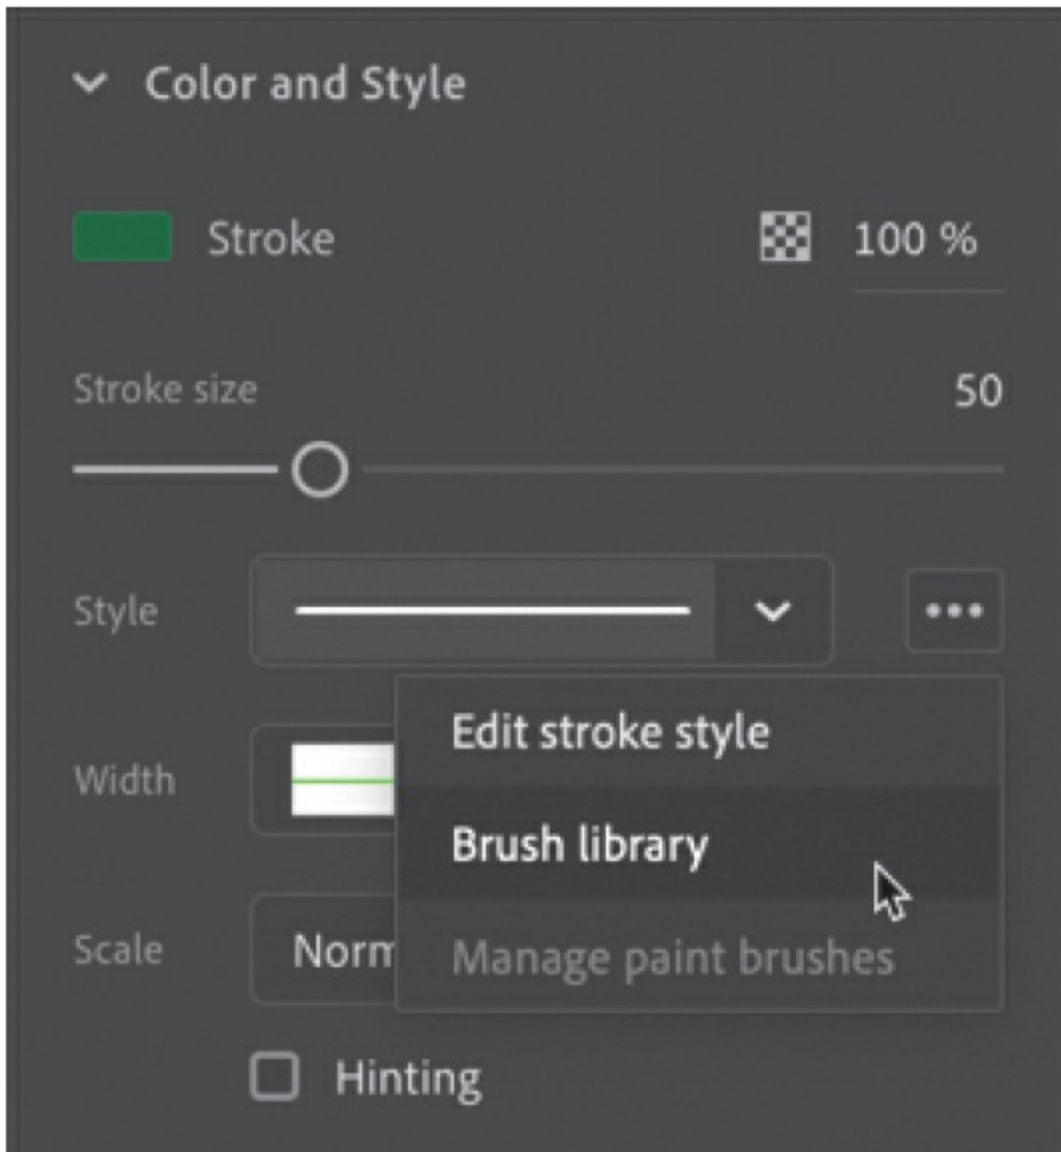 Color and Style
Stroke 100 %
Stroke size 50
Style
Edit stroke style
Width
Brush library
Scale Norm
Manage paint brushes
Hinting